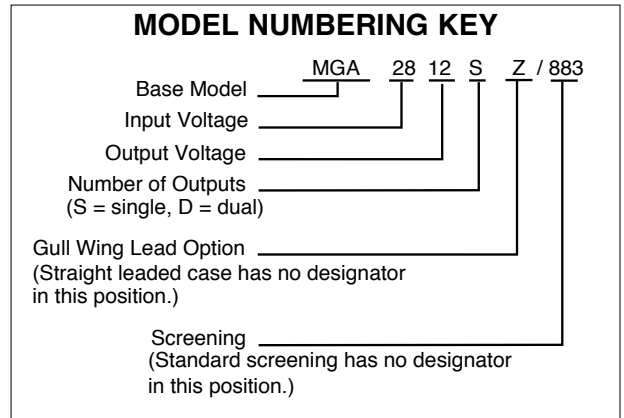 MODEL NUMBERING KEY
MGA 28 12 S Z / 883
Base Model
Input Voltage
Output Voltage
Number of Outputs
(S = single, D = dual)
Gull Wing Lead Option
(Straight leaded case has no designator
in this position.)
Screening
(Standard screening has no designator
in this position.)